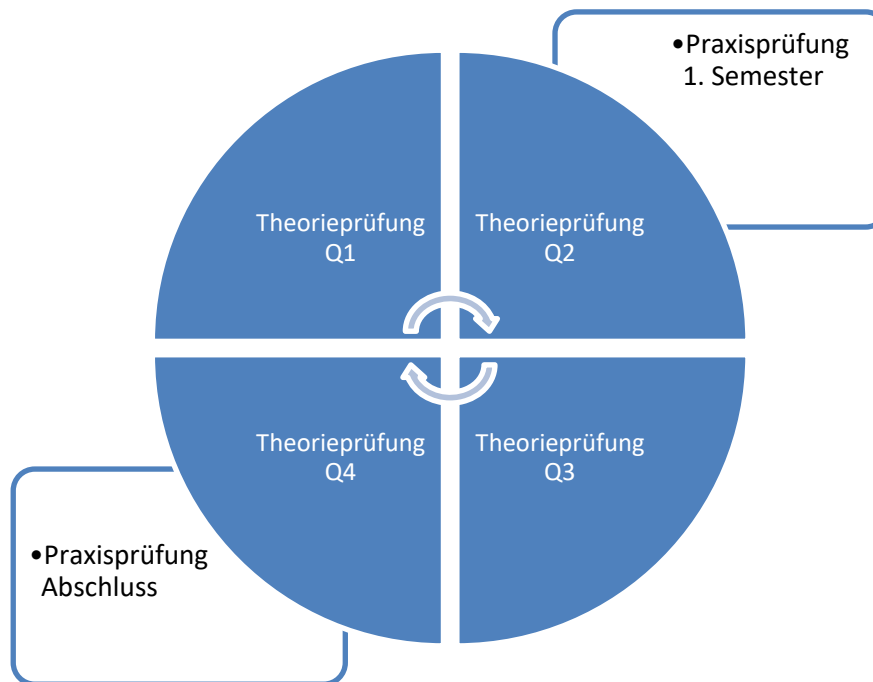 •Praxisprüfung
1. Semester
Theorieprüfung
Q1
Theorieprüfung
Q2
Theorieprüfung
Q4
Theorieprüfung
Q3
•Praxisprüfung
Abschluss